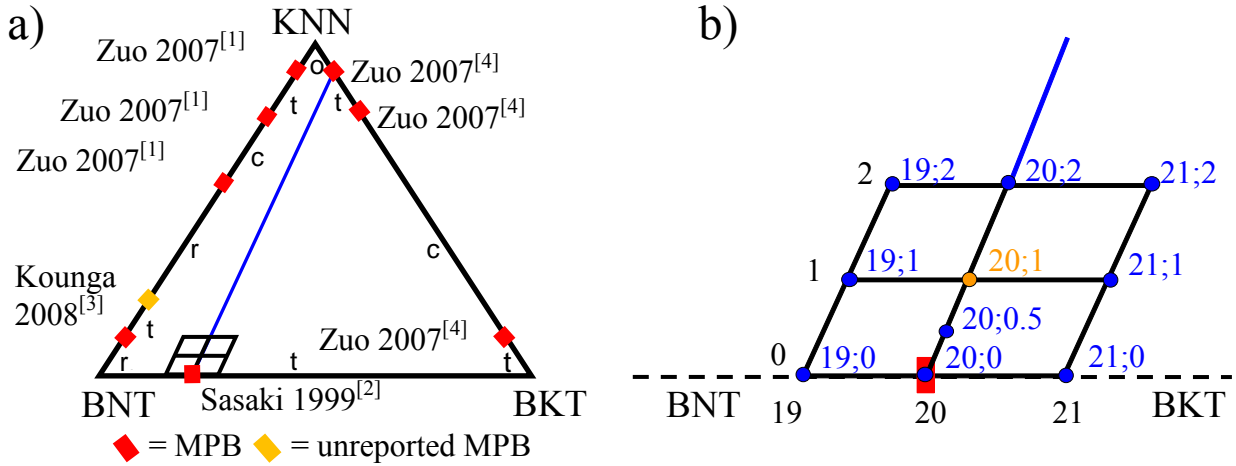 a)
KNN
Zuo 2007[1]
o
Zuo 2007[4]
t
t
Zuo 2007[1]
Zuo 2007[4]
Zuo 2007[1]
c
r
c
Kounga
2008[3]
t
r
t
Zuo 2007[4]
t
BNT
Sasaki 1999[2]
BKT
= MPB
= unreported MPB
b)
2
19;2
20;2
21;2
1
19;1
20;1
21;1
20;0.5
0
19;0
20;0
21;0
BNT
19
20
21
BKT